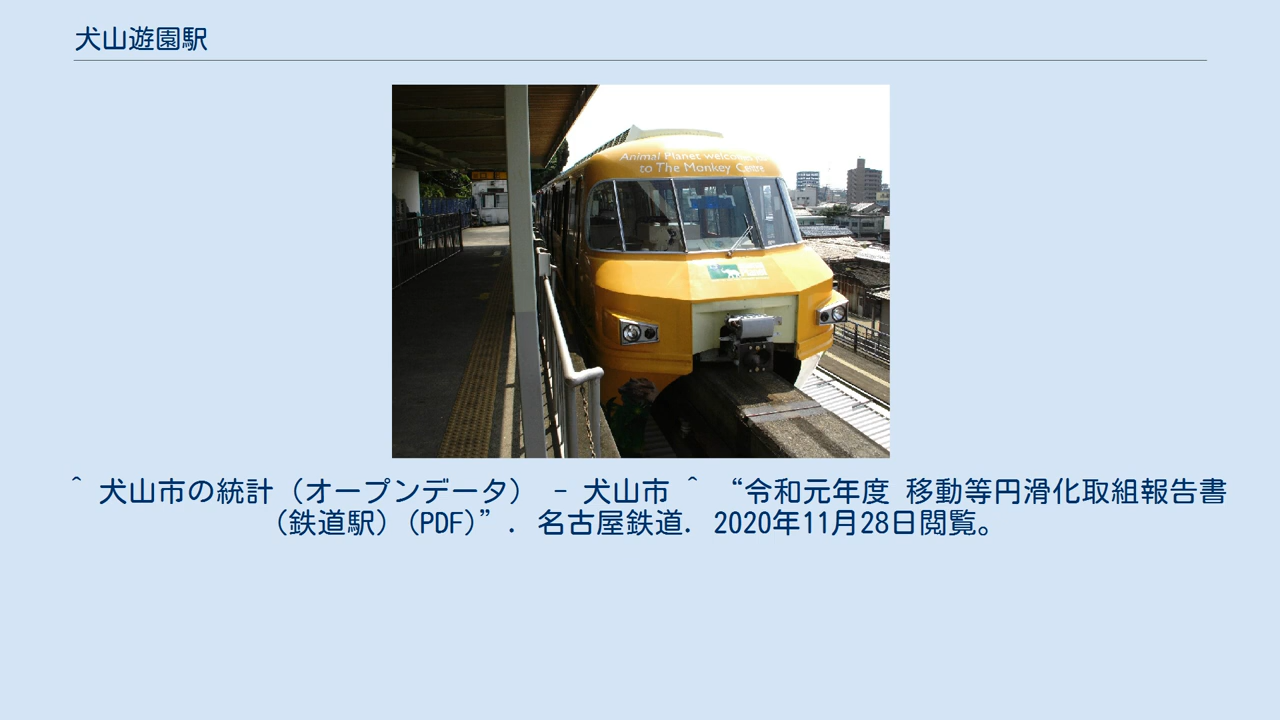 犬山遊園駅
Animal Planet welcomes
to The Monkey Centre
^ 犬山市の統計（オープンデータ） - 犬山市 ^ “令和元年度 移動等円滑化取組報告書
（鉄道駅）(PDF)”. 名古屋鉄道. 2020年11月28日閲覧。